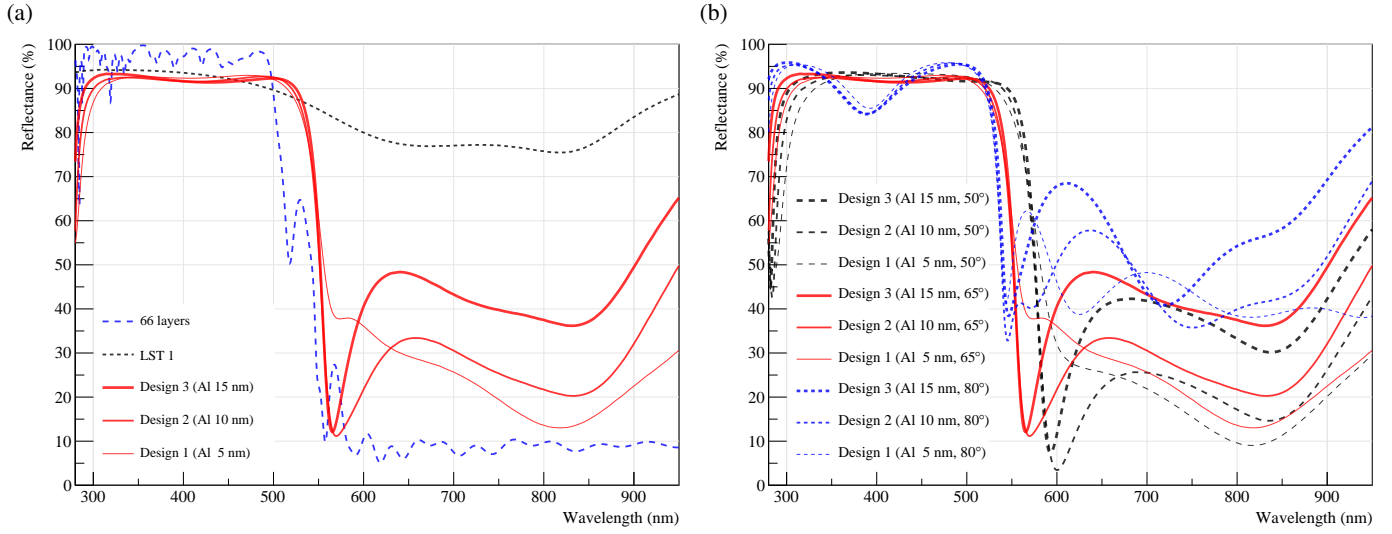 (a)
Reflectance (%)
100
90
80
70
60
50
40
30
20
10
0
66 layers
LST 1
Design 3 (Al 15 nm)
Design 2 (Al 10 nm)
Design 1 (Al 5 nm)
300 400 500 600 700 800 900
Wavelength (nm)
(b)
Reflectance (%)
100
90
80
70
60
50
40
30
20
10
0
Design 3 (Al 15 nm, 50°)
Design 2 (Al 10 nm, 50°)
Design 1 (Al 5 nm, 50°)
Design 3 (Al 15 nm, 65°)
Design 2 (Al 10 nm, 65°)
Design 1 (Al 5 nm, 65°)
Design 3 (Al 15 nm, 80°)
Design 2 (Al 10 nm, 80°)
Design 1 (Al 5 nm, 80°)
300 400 500 600 700 800 900
Wavelength (nm)